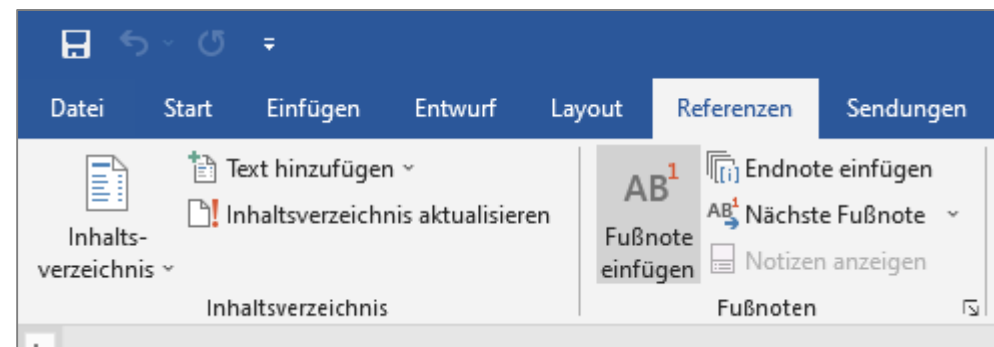 Datei Start Einfügen Entwurf Layout Referenzen Sendungen
Inhalts-
verzeichnis
Text hinzufügen
Inhaltsverzeichnis aktualisieren
Inhaltsverzeichnis
AB1
Fußnote
einfügen
[i] Endnote einfügen
AB1 Nächste Fußnote
Notizen anzeigen
Fußnoten